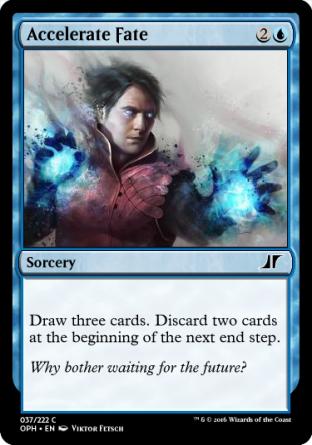 Accelerate Fate 2
Sorcery
Draw three cards. Discard two cards
at the beginning of the next end step.
Why bother waiting for the future?
037/222 C
OPH • EN VIKTOR FETSCH
™ & © 2016 Wizards of the Coast